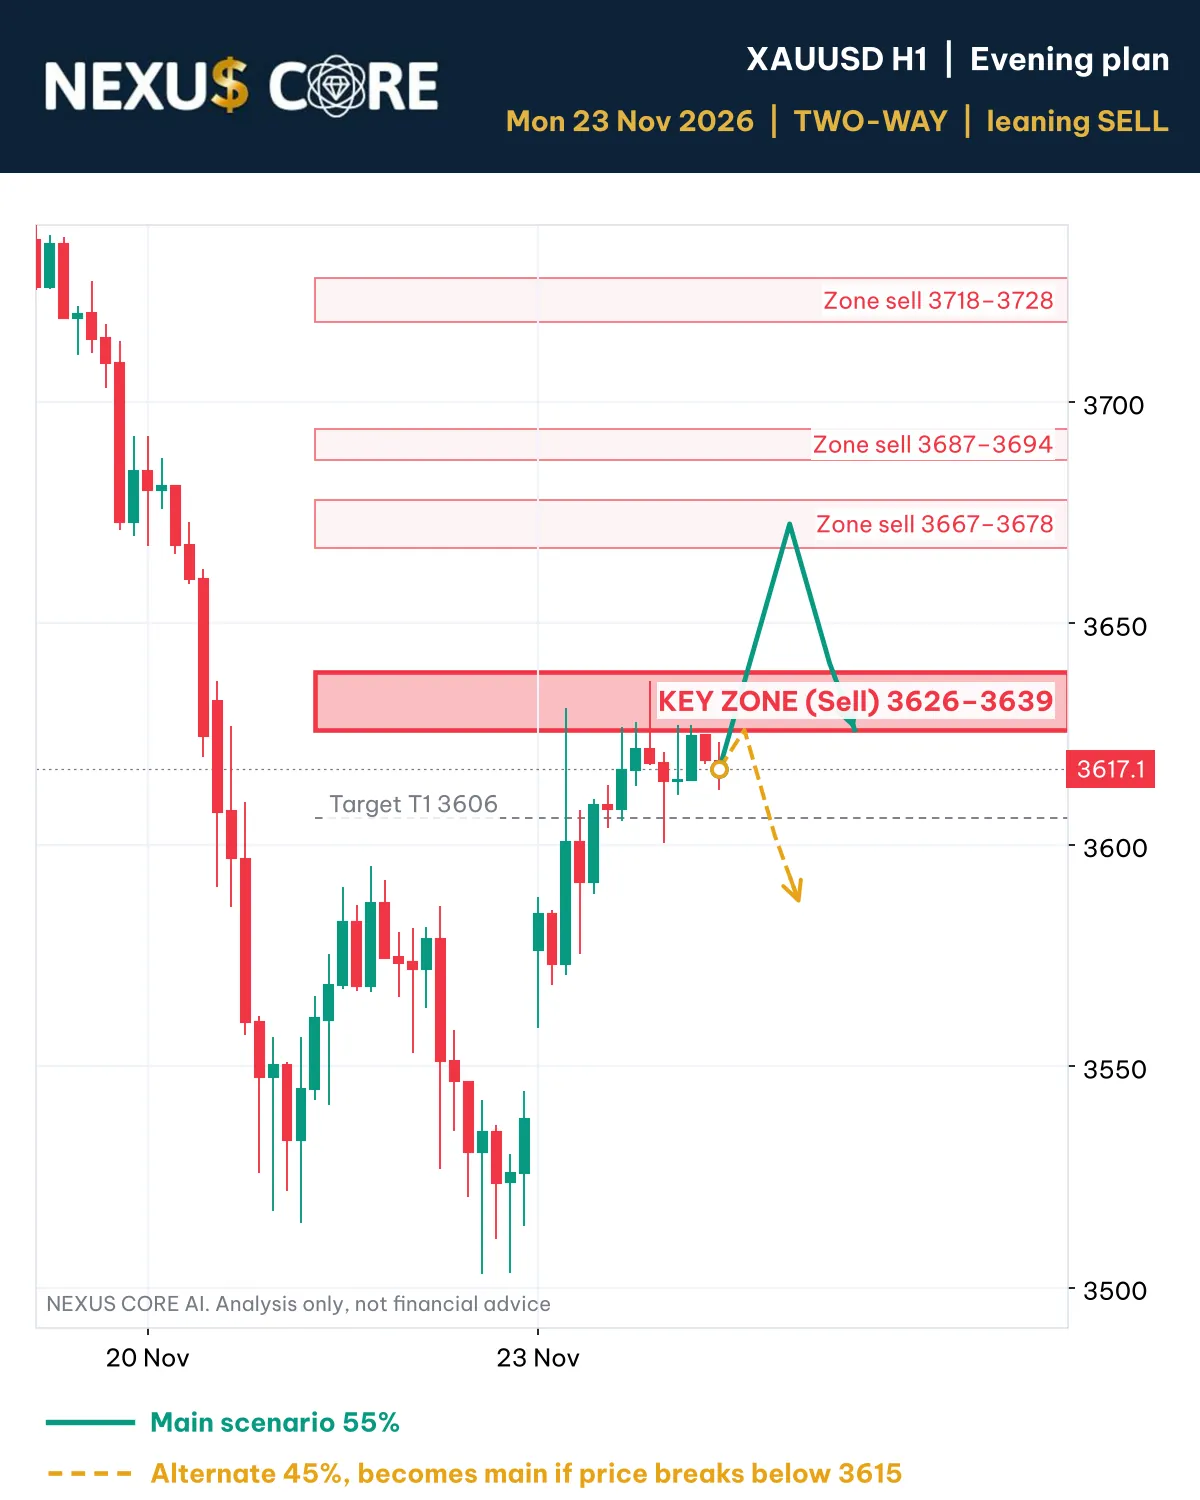 NEXU$ CORE
XAUUSD H1 | Evening plan
Mon 23 Nov 2026 | TWO-WAY | leaning SELL
Zone sell 3718–3728
3700
Zone sell 3687–3694
Zone sell 3667–3678
3650
KEY ZONE (Sell) 3626–3639
3617.1
Target T1 3606
3600
3550
3500
NEXUS CORE AI. Analysis only, not financial advice
20 Nov
23 Nov
Main scenario 55%
Alternate 45%, becomes main if price breaks below 3615